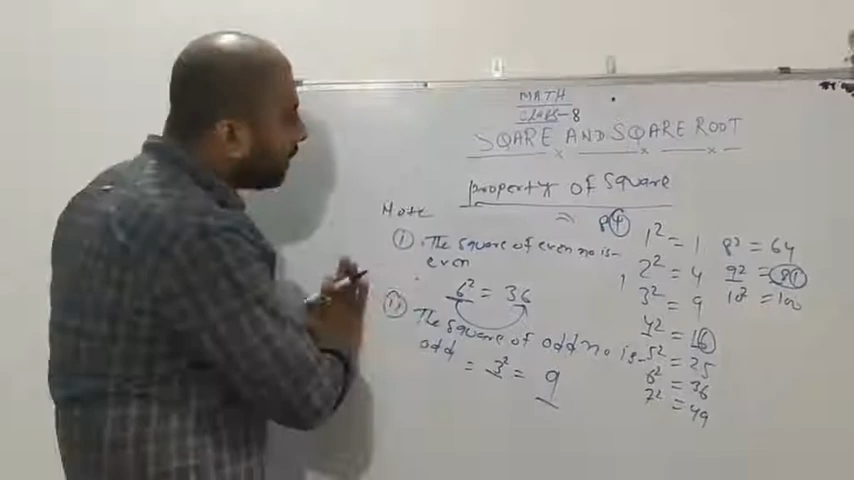 MATH
CLASS-8
SQARE AND SQARE ROOT
property of Square
Note
(i) The square of even no is-
even
6² = 36
(ii) The square of odd no is-
odd
= 3² = 9
84
1² = 1
2² = 4
3² = 9
4² = 16
5² = 25
6² = 36
7² = 49
8² = 64
9² = 81
10² = 100